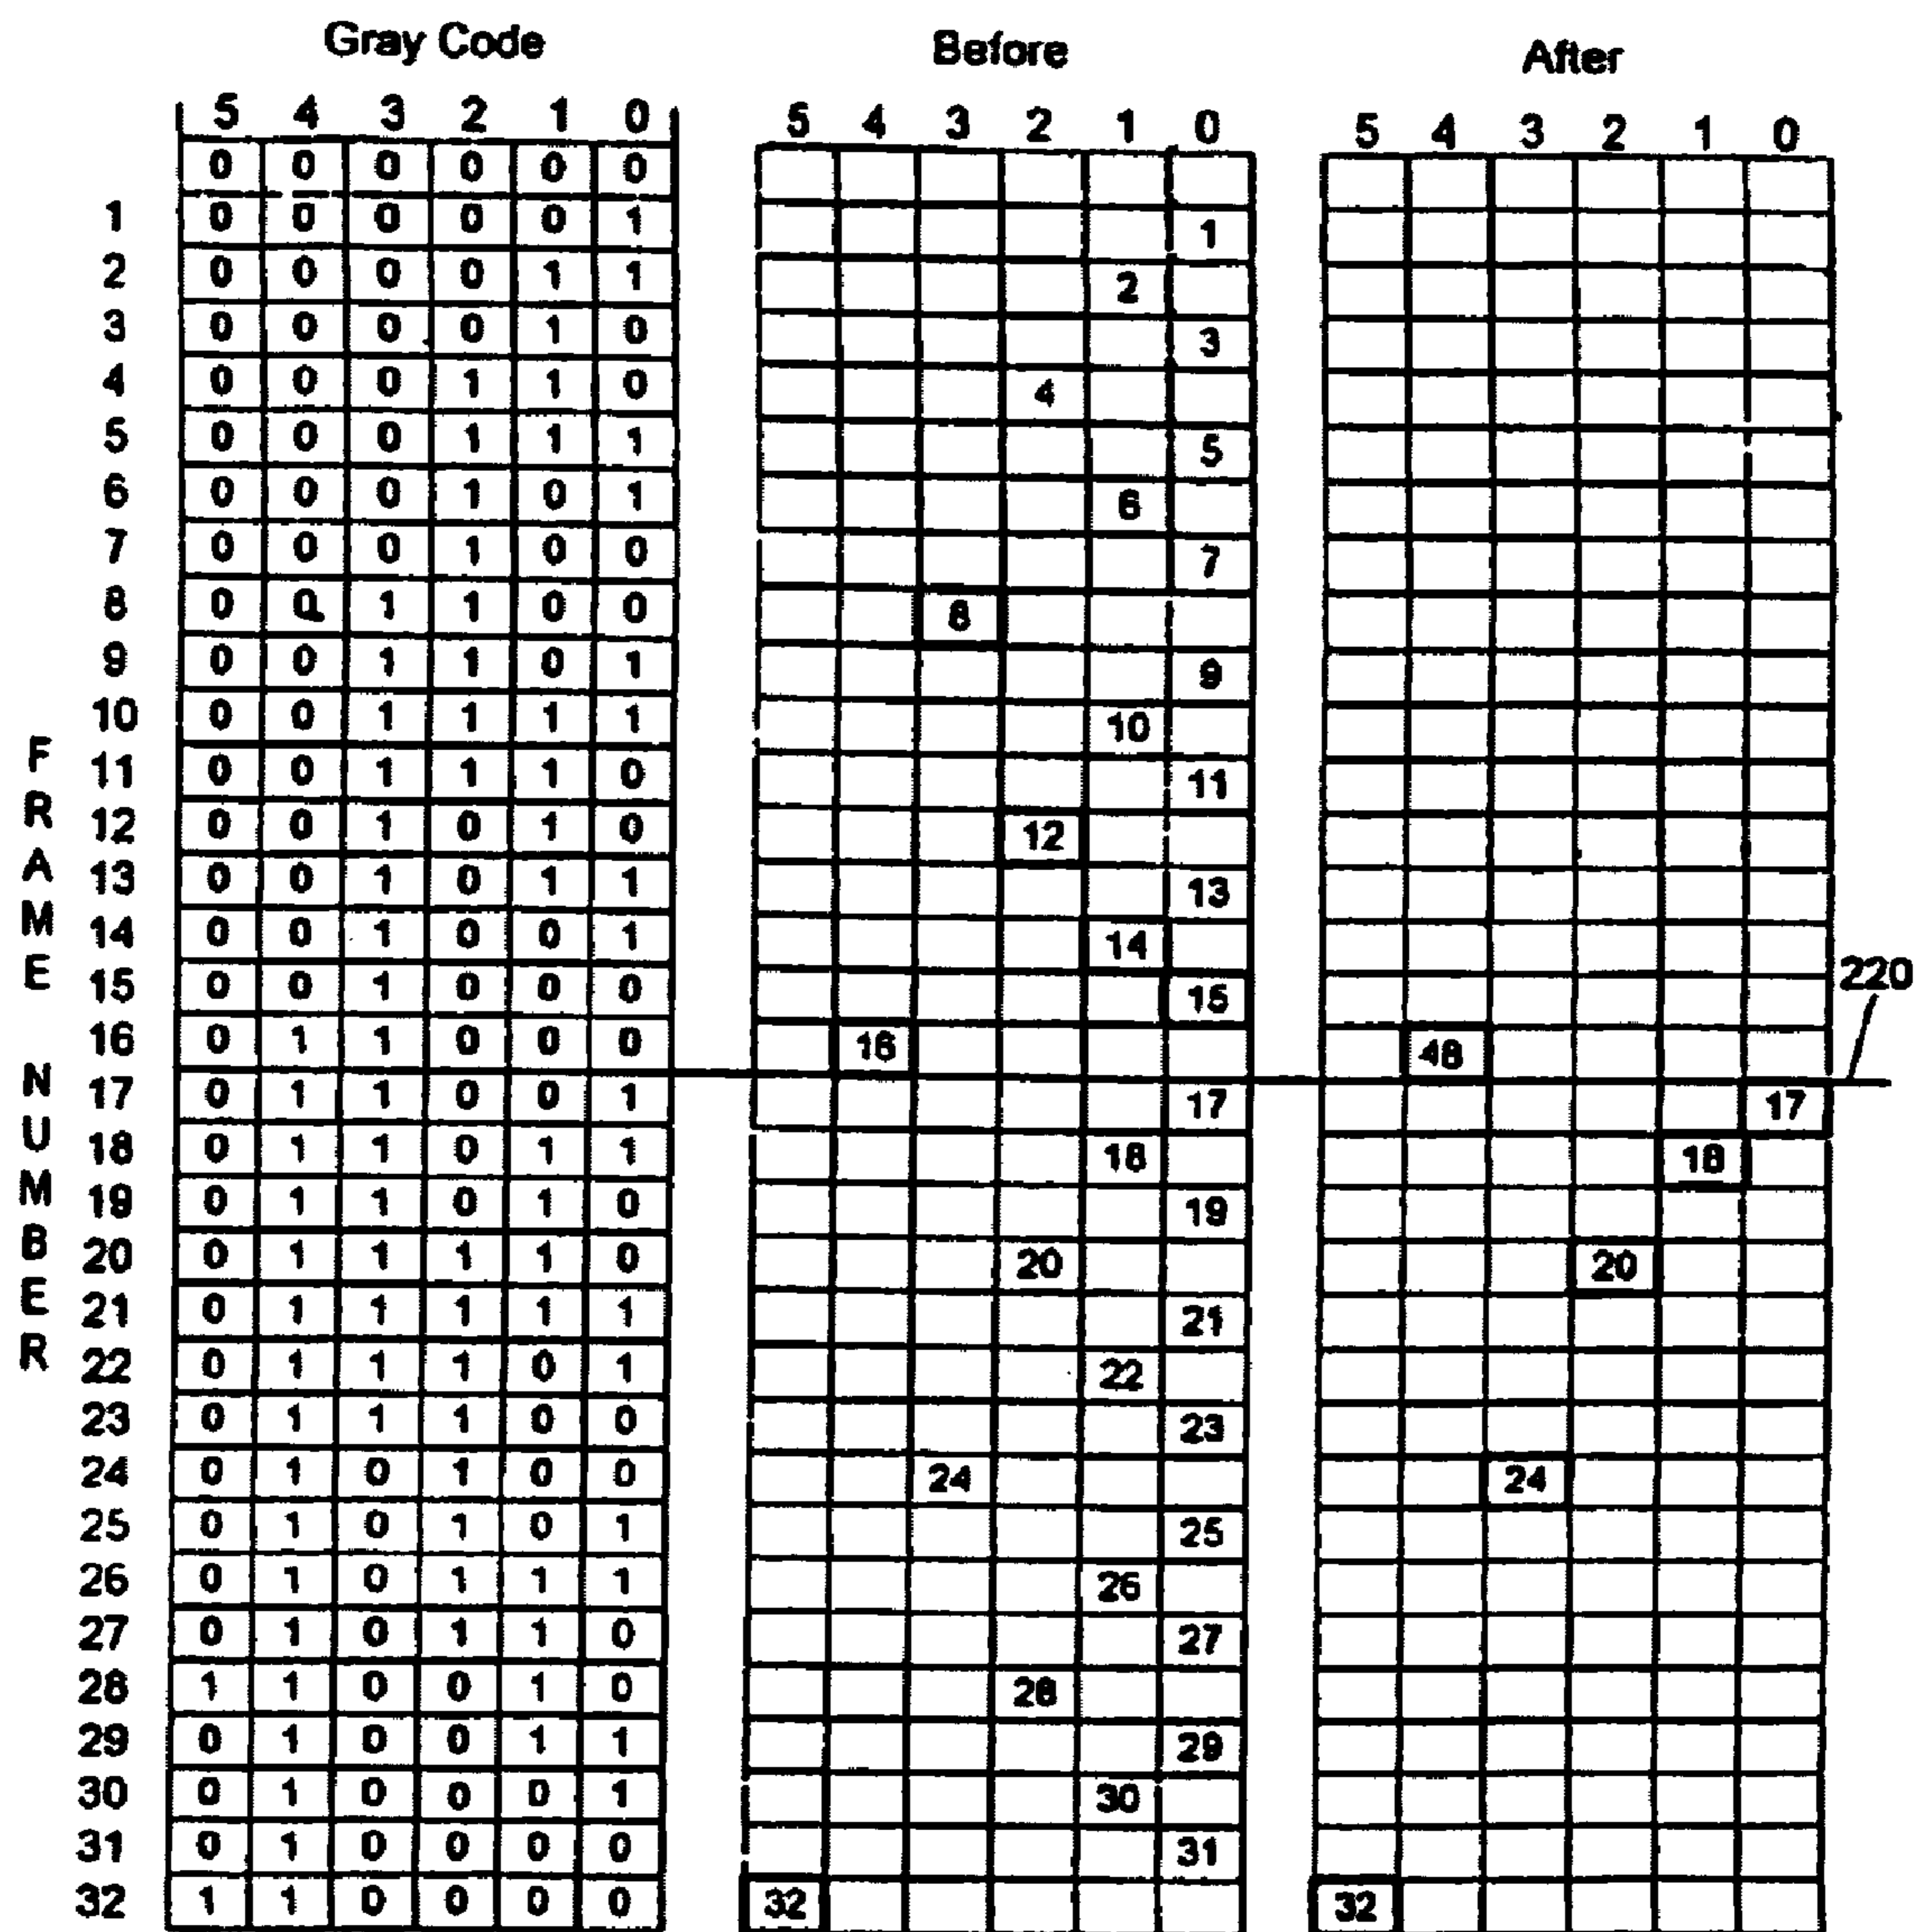 Gray Code Before After
5 4 3 2 1 0 5 4 3 2 1 0 5 4 3 2 1 0
0 0 0 0 0 0
1 0 0 0 0 0 1 1
2 0 0 0 0 1 1 2
3 0 0 0 0 1 0 3
4 0 0 0 1 1 0 4
5 0 0 0 1 1 1 5
6 0 0 0 1 0 1 6
7 0 0 0 1 0 0 7
8 0 0 1 1 0 0 8
9 0 0 1 1 0 1 9
10 0 0 1 1 1 1 10
11 0 0 1 1 1 0 11
12 0 0 1 0 1 0 12
13 0 0 1 0 1 1 13
14 0 0 1 0 0 1 14
15 0 0 1 0 0 0 15
16 0 1 1 0 0 0 16 48
17 0 1 1 0 0 1 17 17
18 0 1 1 0 1 1 18 18
19 0 1 1 0 1 0 19
20 0 1 1 1 1 0 20 20
21 0 1 1 1 1 1 21
22 0 1 1 1 0 1 22
23 0 1 1 1 0 0 23
24 0 1 0 1 0 0 24 24
25 0 1 0 1 0 1 25
26 0 1 0 1 1 1 26
27 0 1 0 1 1 0 27
28 1 1 0 0 1 0 28
29 0 1 0 0 1 1 29
30 0 1 0 0 0 1 30
31 0 1 0 0 0 0 31
32 1 1 0 0 0 0 32 32
FRAME NUMBER
220